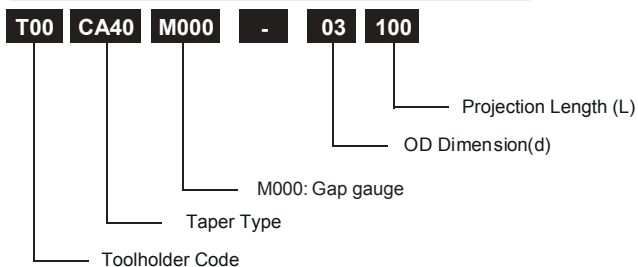 T00 CA40 M000 - 03 100
Projection Length (L)
OD Dimension(d)
M000: Gap gauge
Taper Type
Toolholder Code